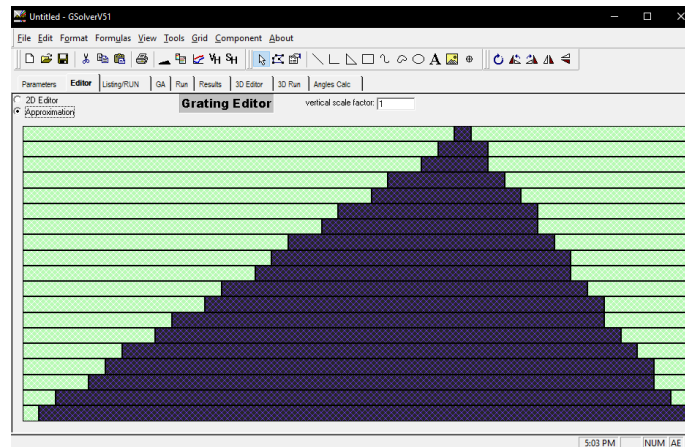 Untitled - GSolverV51
File Edit Format Formulas View Tools Grid Component About
VH SH A
Parameters Editor Listing/RUN GA Run Results 3D Editor 3D Run Angles Calc
2D Editor Grating Editor vertical scale factor: 1
Approximation
5:03 PM NUM AE